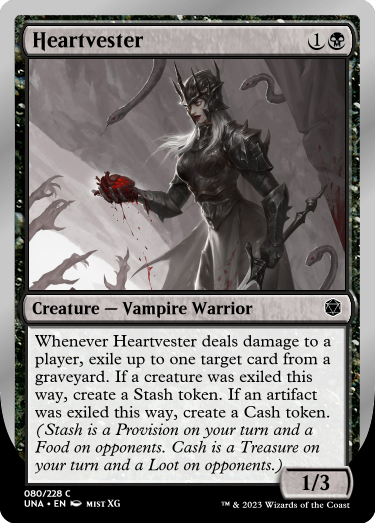 Heartvester 1
Creature — Vampire Warrior
Whenever Heartvester deals damage to a
player, exile up to one target card from a
graveyard. If a creature was exiled this
way, create a Stash token. If an artifact
was exiled this way, create a Cash token.
(Stash is a Provision on your turn and a
Food on opponents. Cash is a Treasure on
your turn and a Loot on opponents.)
1/3
080/228 C
UNA • EN MIST XG
™ & 2023 Wizards of the Coast